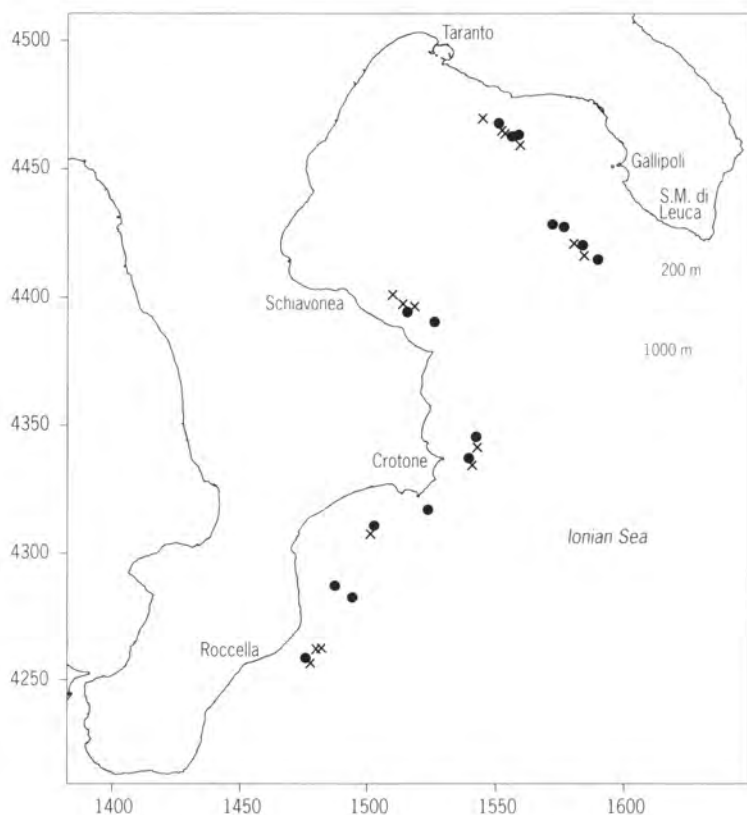 4500
4450
4400
4350
4300
4250
1400
1450
1500
1550
1600
Taranto
Gallipoli
S.M. di
Leuca
200 m
Schiavonea
1000 m
Crotone
Ionian Sea
Roccella